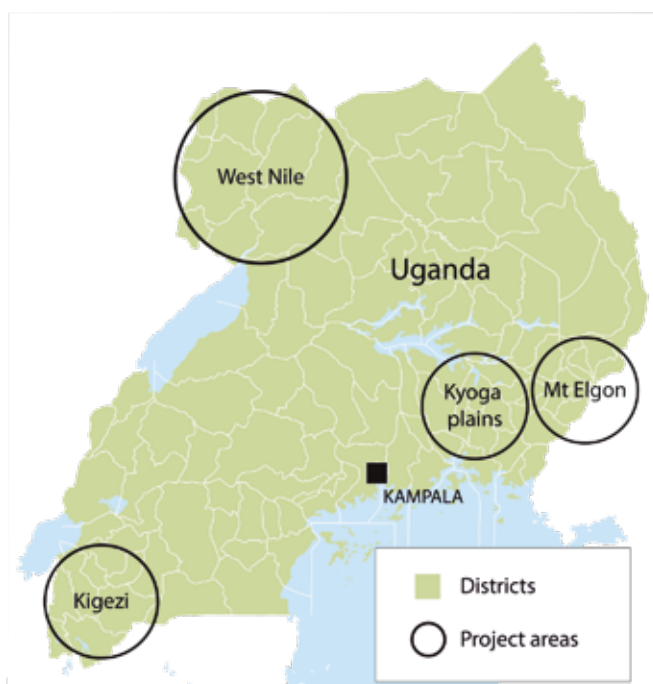 West Nile
Uganda
Kyoga
plains
Mt Elgon
KAMPALA
Kigezi
Districts
Project areas